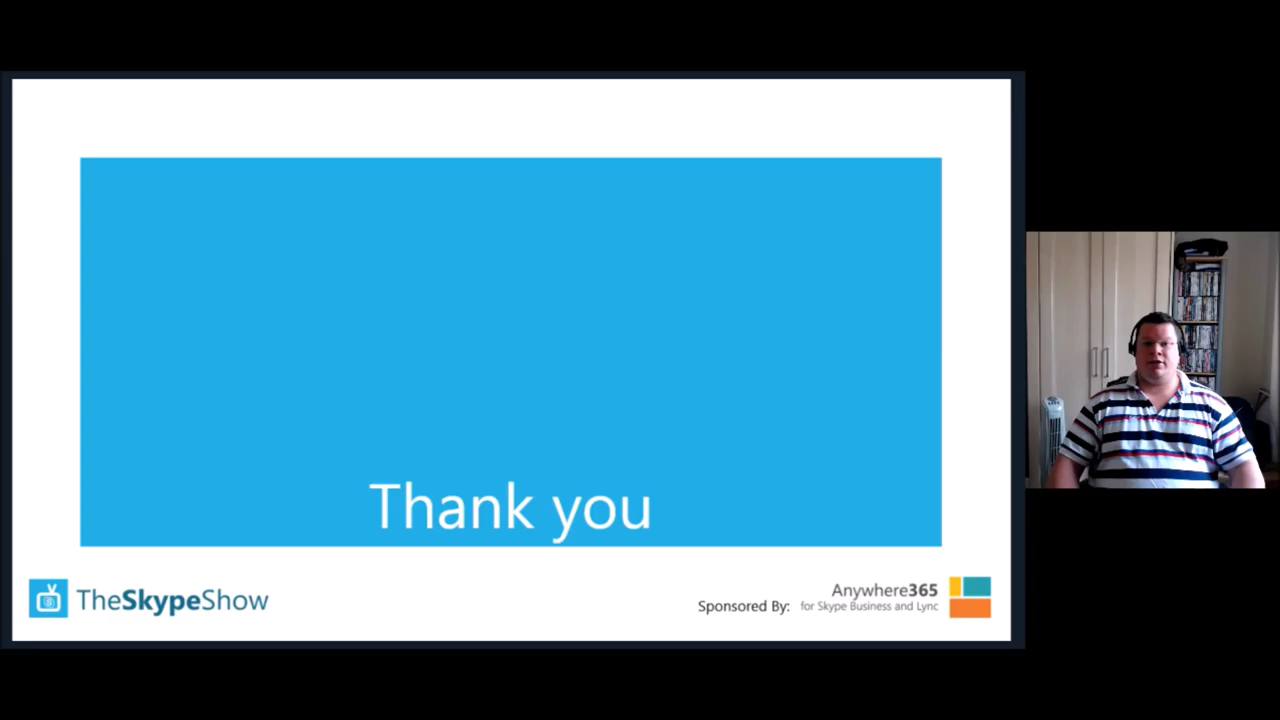 Thank you
TheSkypeShow
Sponsored By:
Anywhere365
for Skype Business and Lync